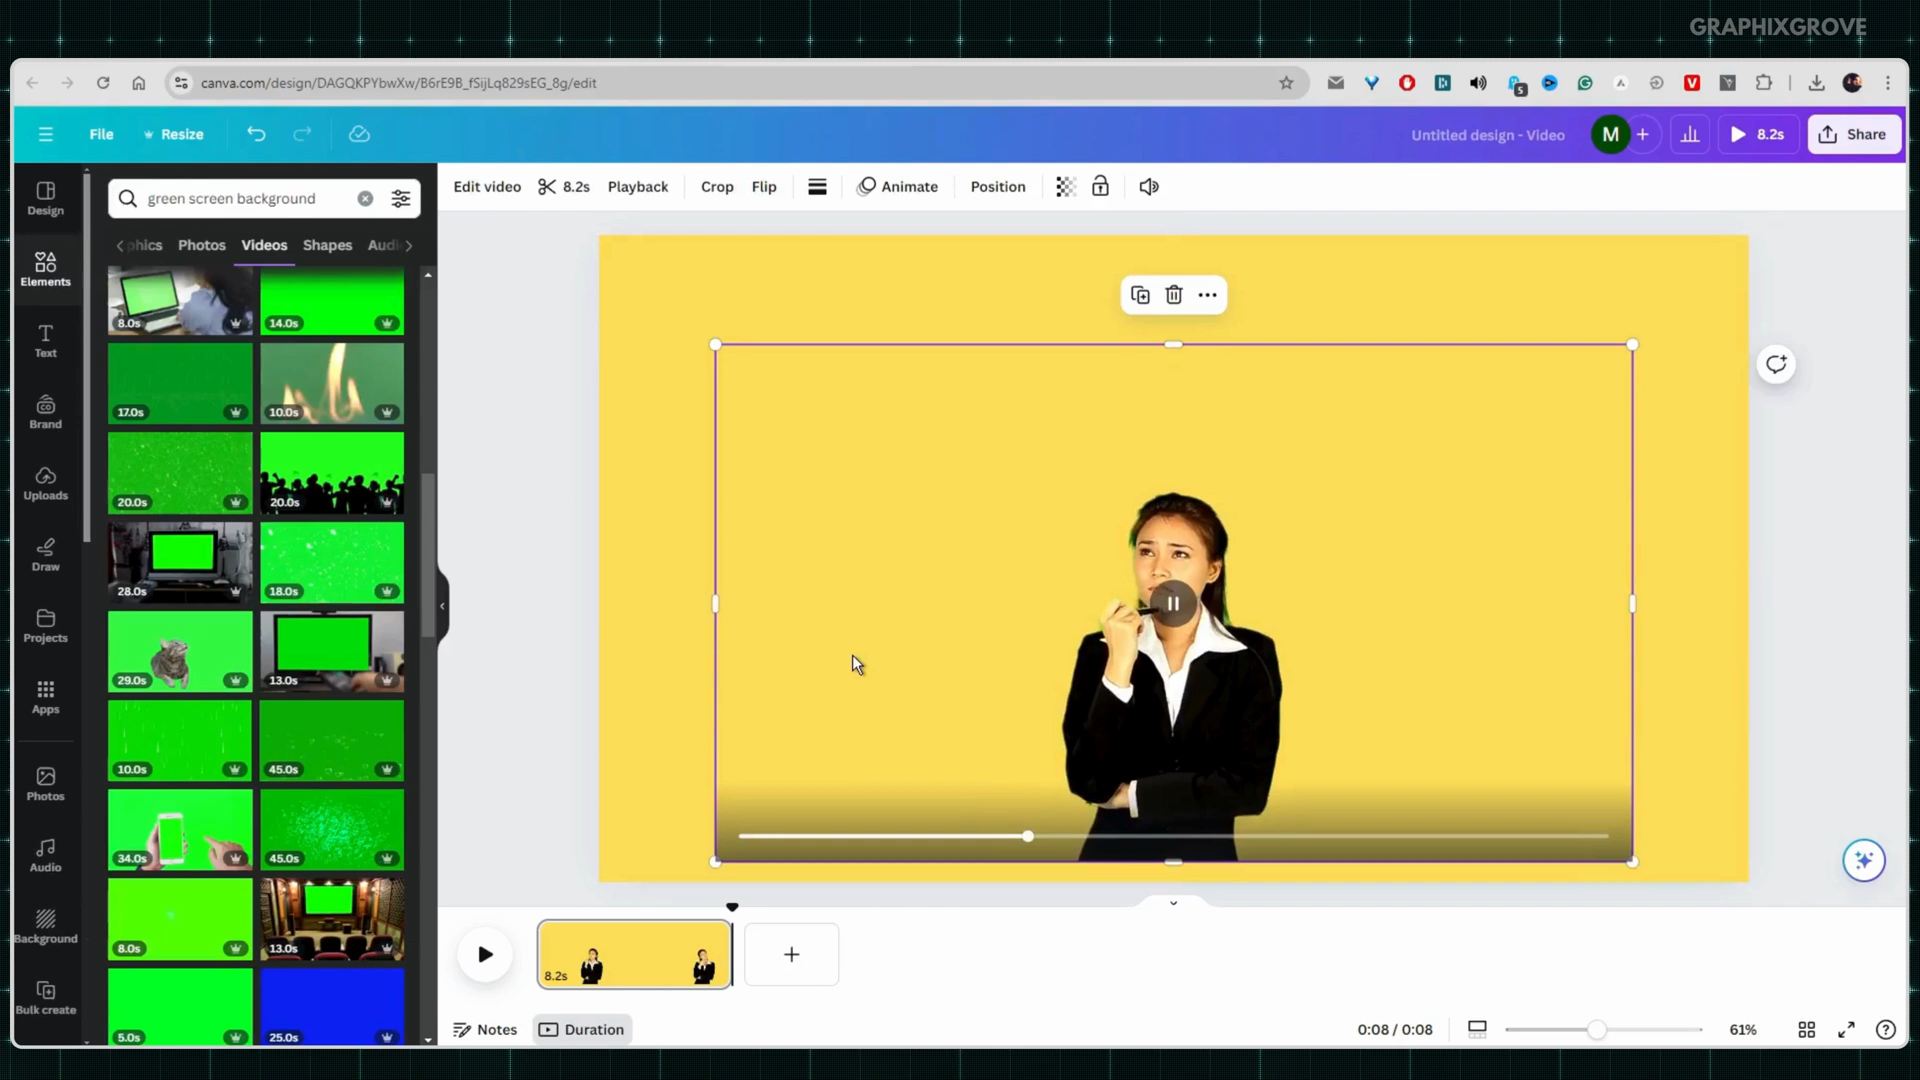 GRAPHIXGROVE
canva.com/design/DAGQKPYbwXw/B6rE9B_fSijLq829sEG_8g/edit
5
File
Resize
Untitled design - Video
M
+
8.2s
Share
Design
Elements
Text
Brand
Uploads
Draw
Projects
Apps
Photos
Audio
Background
Bulk create
green screen background
phics
Photos
Videos
Shapes
Audi
8.0s
14.0s
17.0s
10.0s
20.0s
20.0s
28.0s
18.0s
29.0s
13.0s
10.0s
45.0s
34.0s
45.0s
8.0s
13.0s
5.0s
25.0s
Edit video
8.2s
Playback
Crop
Flip
Animate
Position
8.2s
Notes
Duration
0:08 / 0:08
61%